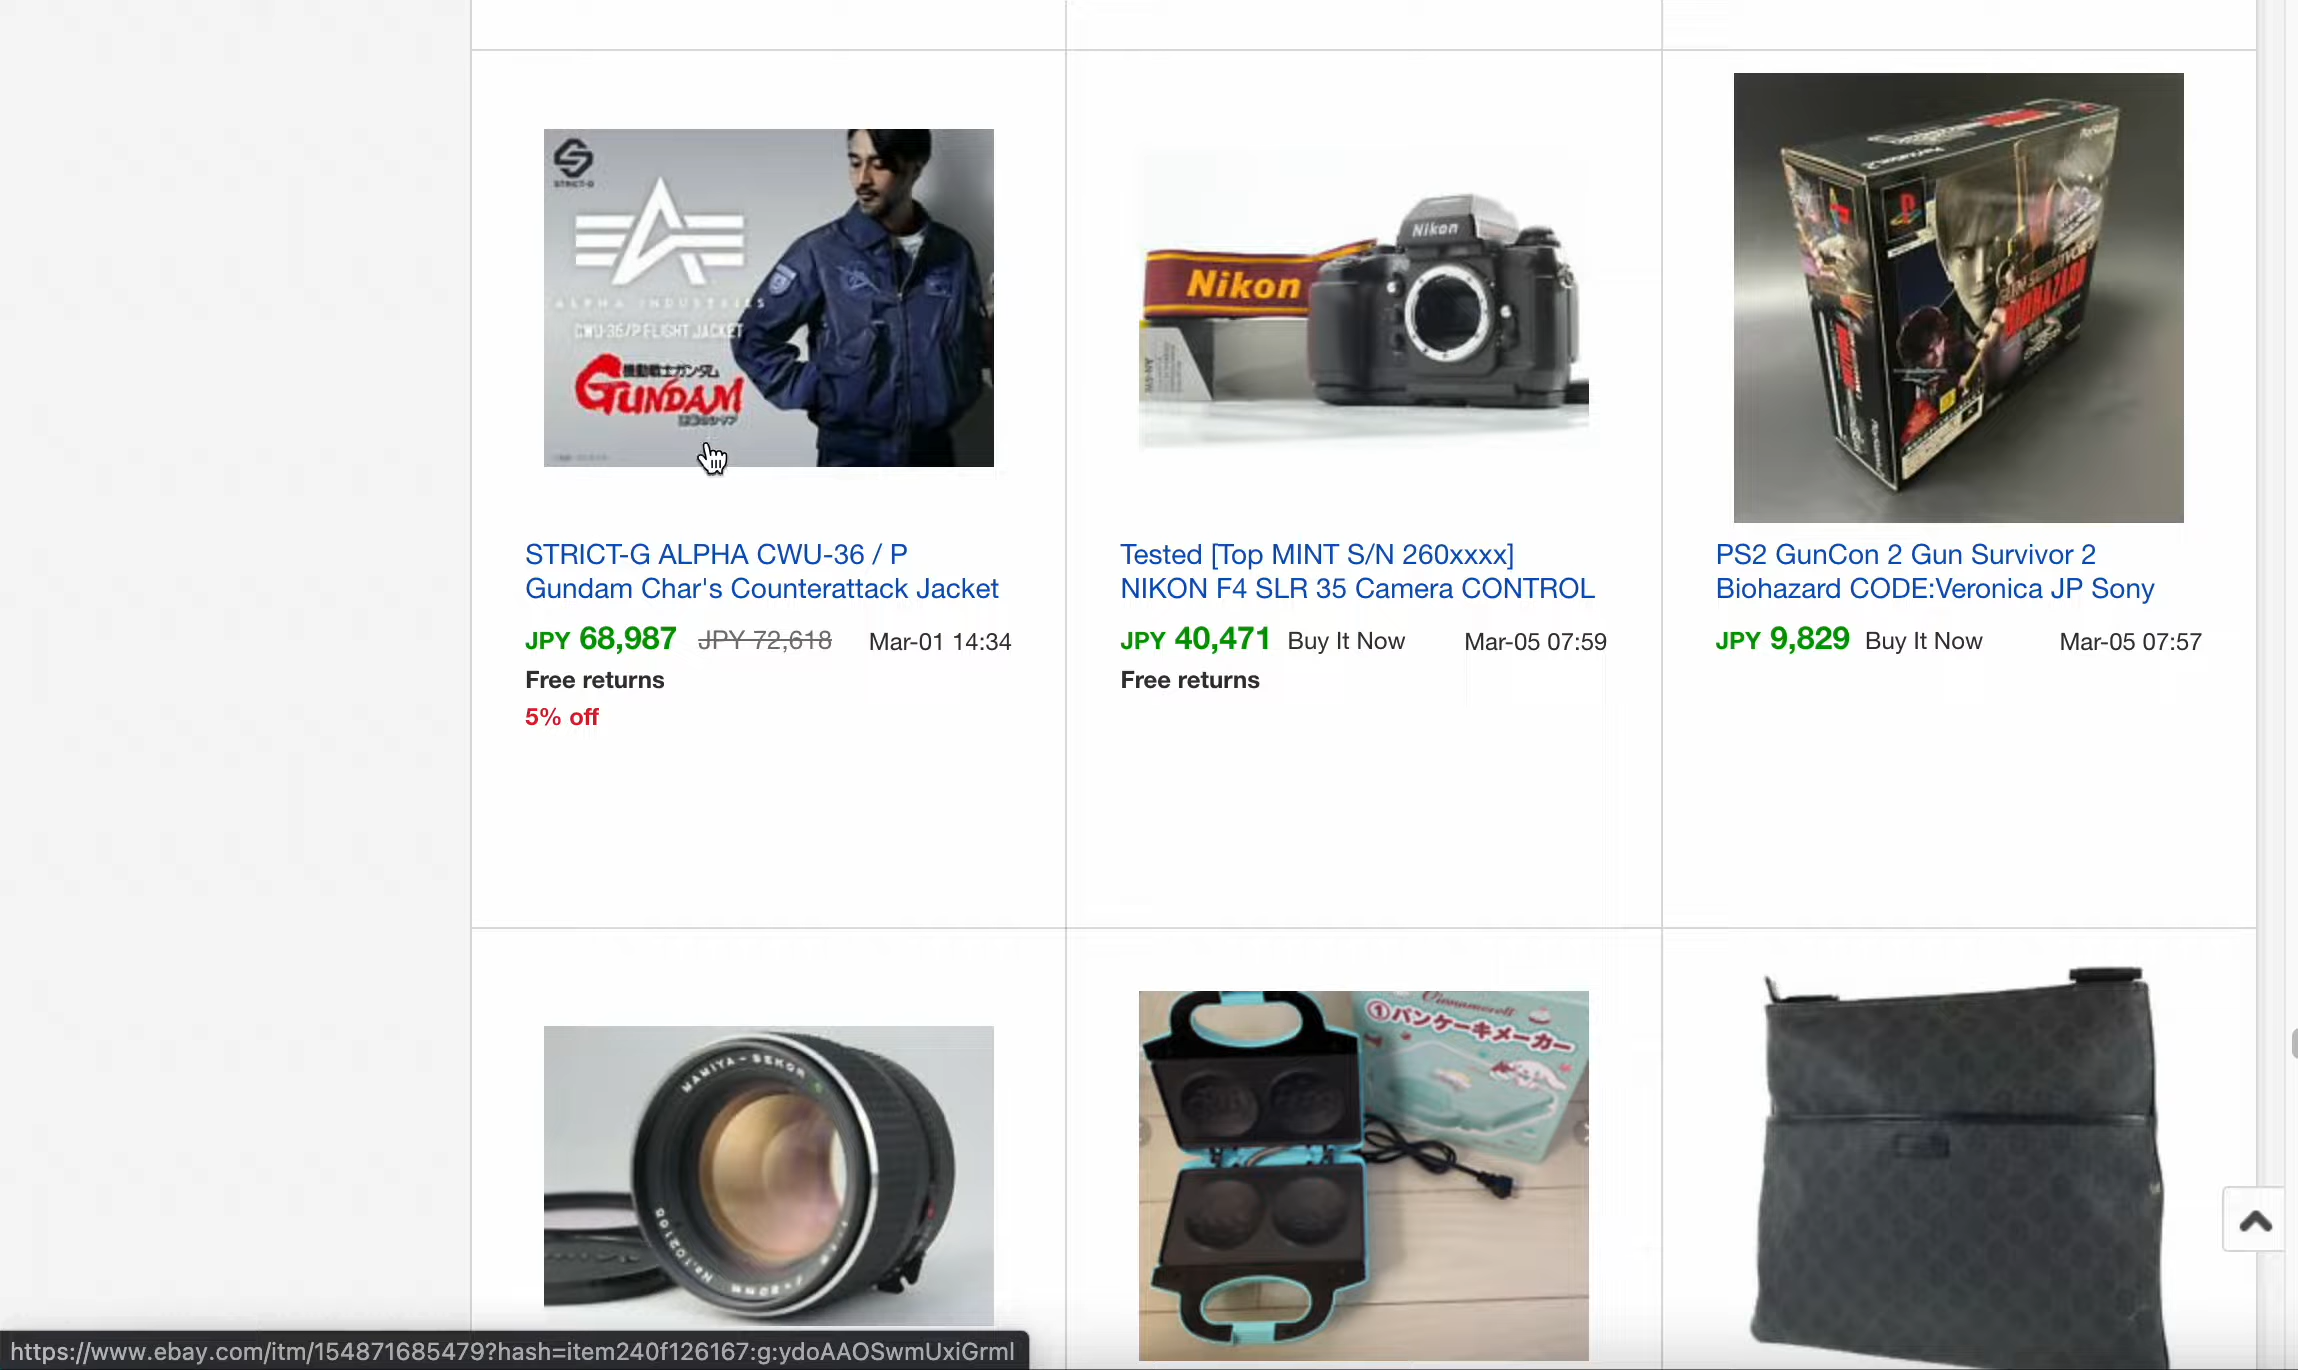 STRICT-G
ALPHA INDUSTRIES
CWU-36/P FLIGHT JACKET
機動戦士ガンダム
GUNDAM
Nikon
Nikon
BIOHAZARD
STRICT-G ALPHA CWU-36 / P
Gundam Char's Counterattack Jacket
JPY 68,987 JPY 72,618 Mar-01 14:34
Free returns
5% off
Tested [Top MINT S/N 260xxxx]
NIKON F4 SLR 35 Camera CONTROL
JPY 40,471 Buy It Now Mar-05 07:59
Free returns
PS2 GunCon 2 Gun Survivor 2
Biohazard CODE:Veronica JP Sony
JPY 9,829 Buy It Now Mar-05 07:57
MAMIYA-SEKOR
Cinnamoroll
①パンケーキメーカー
https://www.ebay.com/itm/154871685479?hash=item240f126167:g:ydoAAOSwmUxiGrml